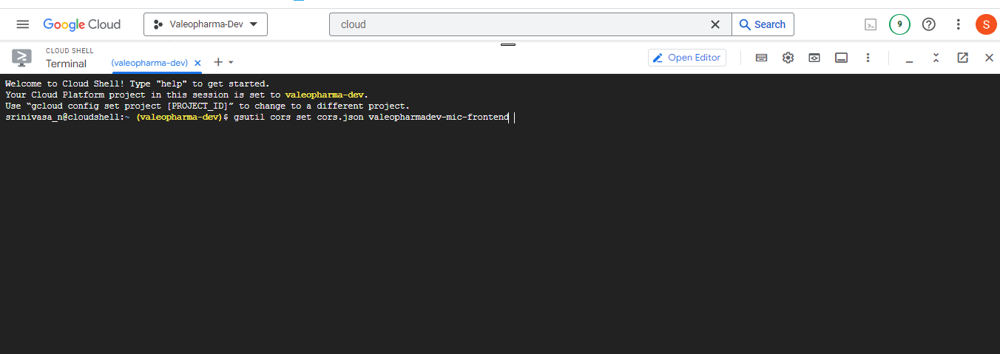 Google Cloud
Valeopharma-Dev
cloud
Search
9
S
CLOUD SHELL
Terminal
(valeopharma-dev)
Open Editor
Welcome to Cloud Shell! Type "help" to get started.
Your Cloud Platform project in this session is set to valeopharma-dev.
Use “gcloud config set project [PROJECT_ID]” to change to a different project.
srinivasa_n@cloudshell:~ (valeopharma-dev)$ gsutil cors set cors.json valeopharmadev-mic-frontend